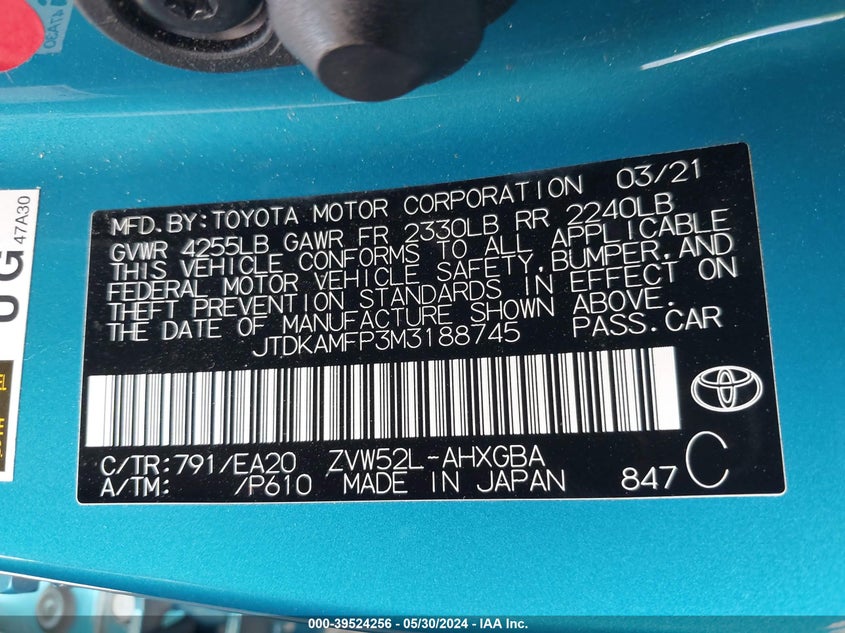 MFD.BY:TOYOTA MOTOR CORPORATION 03/21
GVWR 4255LB GAWR FR 2330LB RR 2240LB
THIS VEHICLE CONFORMS TO ALL APPLICABLE
FEDERAL MOTOR VEHICLE SAFETY,BUMPER,AND
THEFT PREVENTION STANDARDS IN EFFECT ON
THE DATE OF MANUFACTURE SHOWN ABOVE.
JTDKAMFP3M3188745 PASS.CAR
C/TR:791/EA20 ZVW52L-AHXGBA
A/TM: /P610 MADE IN JAPAN 847 C
47A30
000-39524256 - 05/30/2024 - IAA Inc.